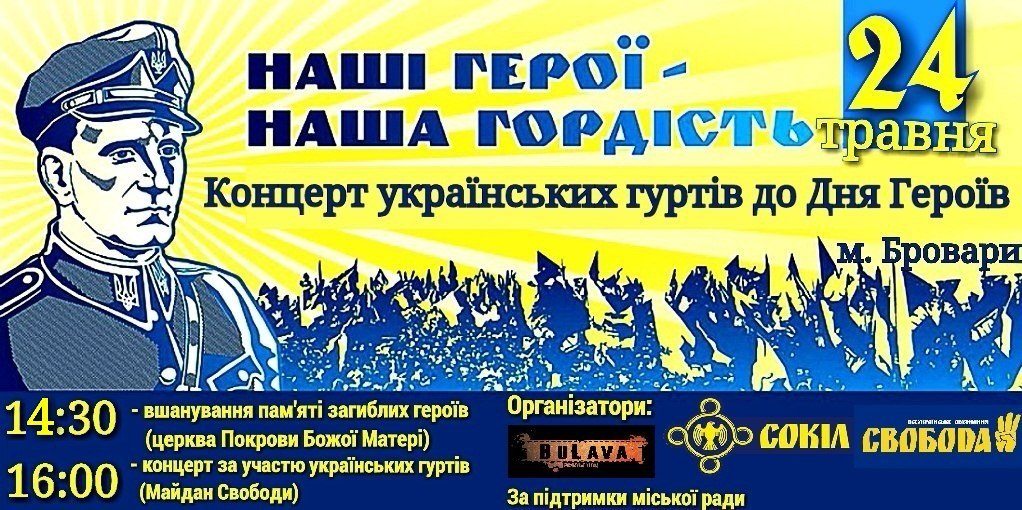 НАШІ ГЕРОЇ -
НАША ГОРДІСТЬ
24
травня
Концерт українських гуртів до Дня Героїв
м. Бровари
14:30 - вшанування пам'яті загиблих героїв
(церква Покрови Божої Матері)
16:00 - концерт за участю українських гуртів
(Майдан Свободи)
Організатори:
BULAVA
СОКІЛ
СВОБОДА
За підтримки міської ради